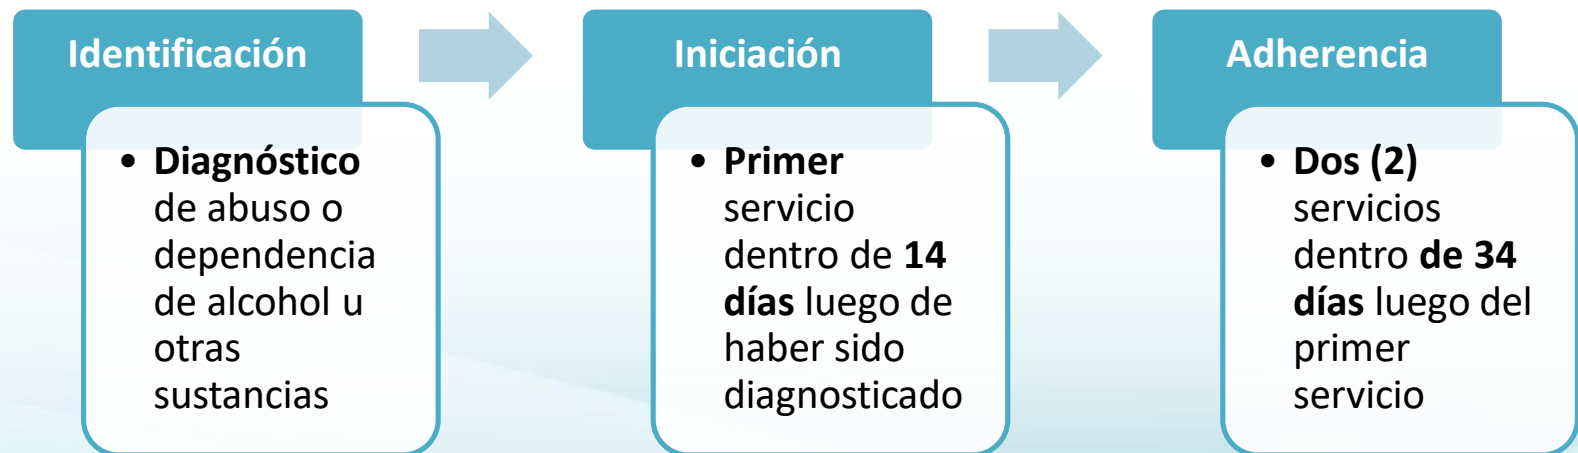 Identificación
• Diagnóstico
de abuso o
dependencia
de alcohol u
otras
sustancias
Iniciación
• Primer
servicio
dentro de 14
días luego de
haber sido
diagnosticado
Adherencia
• Dos (2)
servicios
dentro de 34
días luego del
primer
servicio